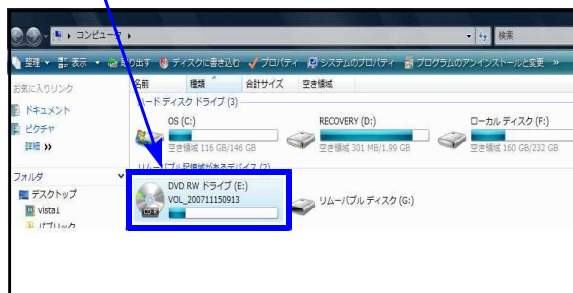 コンピュータ
検索
整理 表示 取り出す ディスクに書き込む プロパティ システムのプロパティ プログラムのアンインストールと変更 »
お気に入りリンク
ドキュメント
ピクチャ
詳細 »
フォルダ
デスクトップ
vista1
パブリック
名前 種類 合計サイズ 空き領域
ハード ディスク ドライブ (3)
OS (C:)
空き領域 116 GB/146 GB
RECOVERY (D:)
空き領域 301 MB/1.99 GB
ローカル ディスク (F:)
空き領域 160 GB/232 GB
リムーバブル記憶域があるデバイス (2)
DVD RW ドライブ (E:)
VOL_200711150913
CD-R
リムーバブル ディスク (G:)